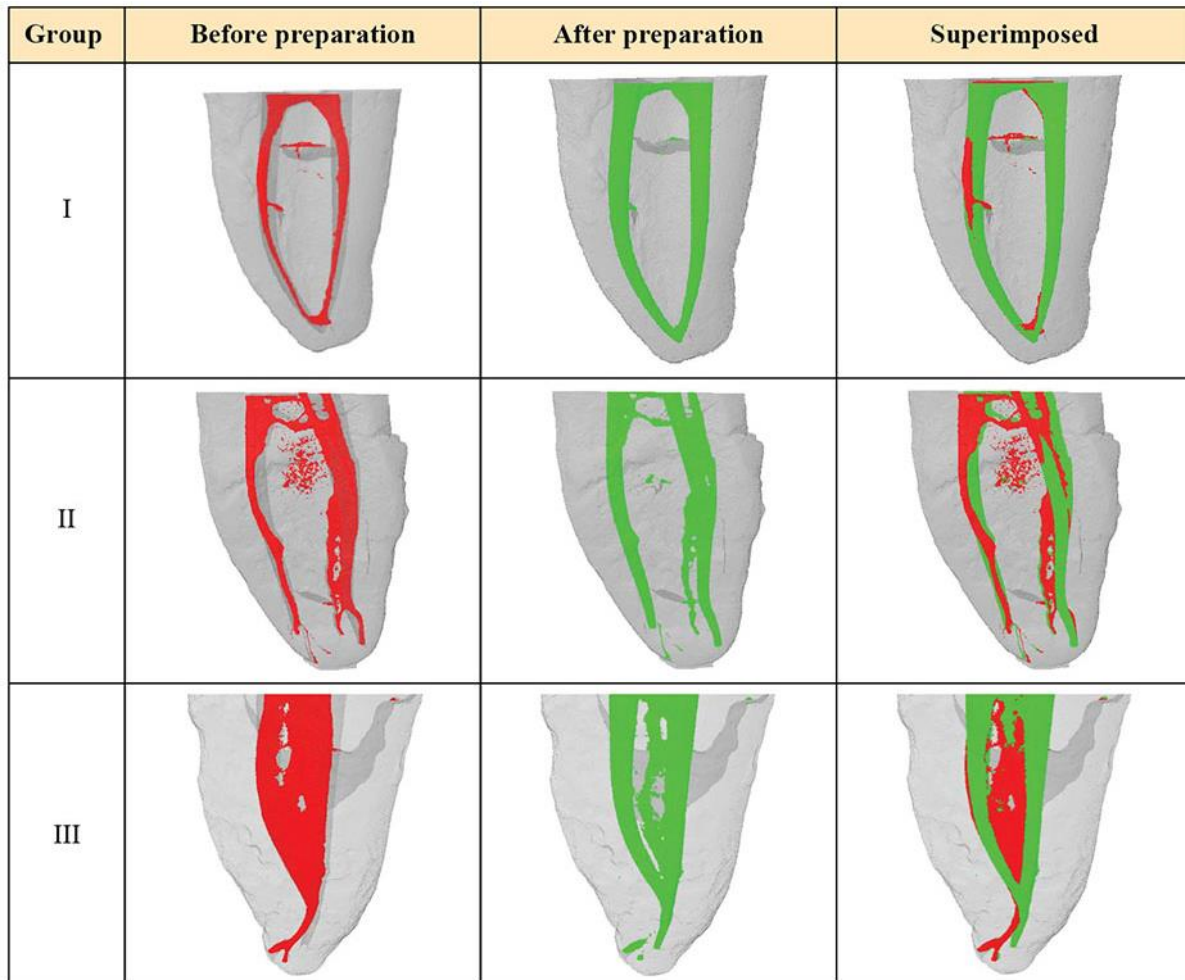 Group Before preparation After preparation Superimposed
I
II
III